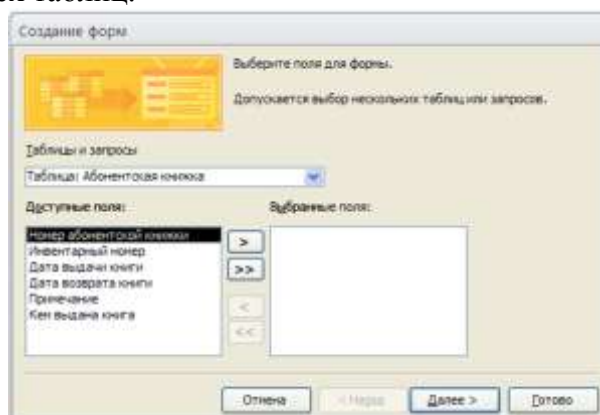 таблиц.
Создание форм
Выберите поля для формы.
Допускается выбор нескольких таблиц или запросов.
Таблицы и запросы
Таблица: Абонентская книжка
Доступные поля:
Выбранные поля:
Номер абонентской книжки
Инвентарный номер
Дата выдачи книги
Дата возврата книги
Примечание
Кем выдана книга
>
>>
<
<<
Отмена
< Назад
Далее >
Готово